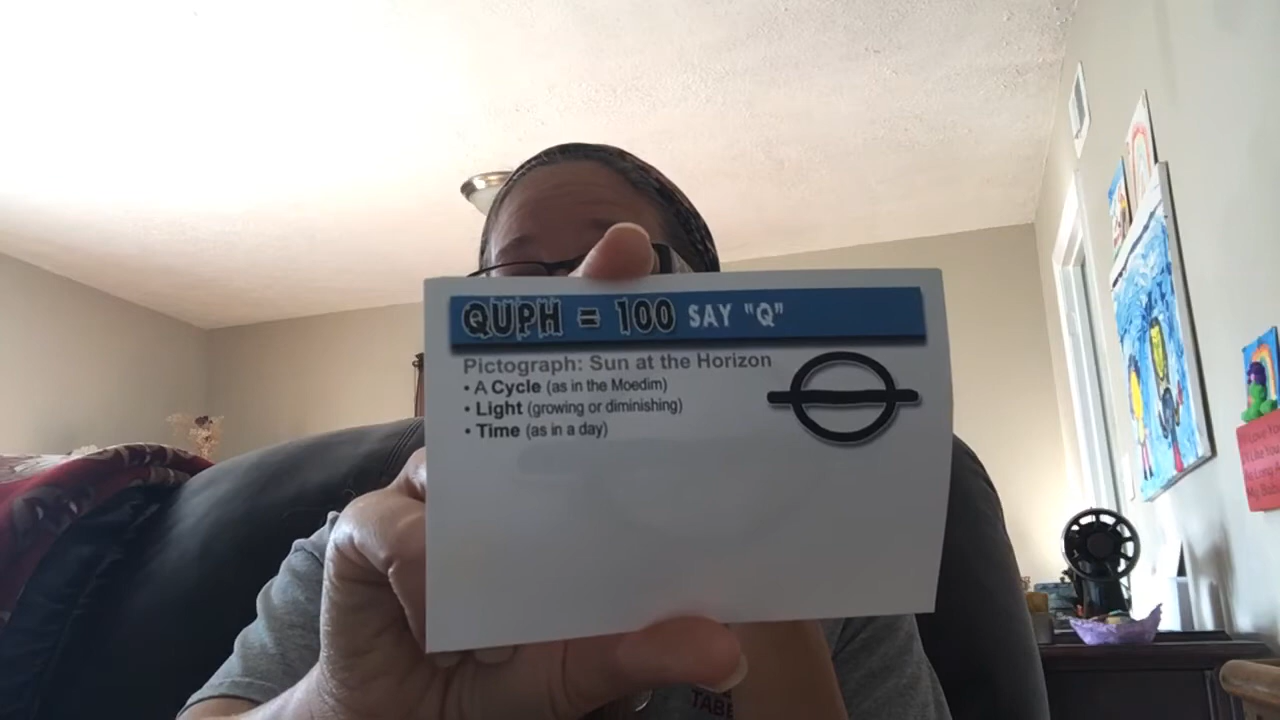 QUPH = 100 SAY "Q"
Pictograph: Sun at the Horizon
• A Cycle (as in the Moedim)
• Light (growing or diminishing)
• Time (as in a day)